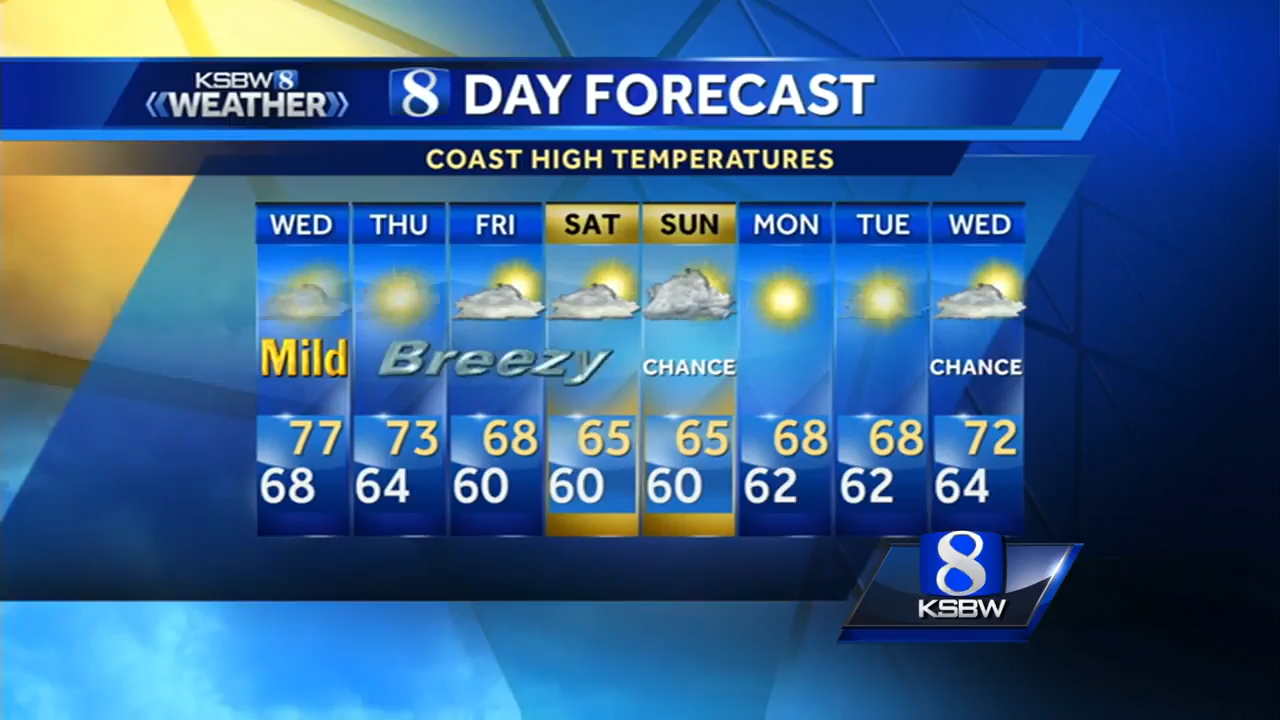 KSBW 8
WEATHER
8 DAY FORECAST
COAST HIGH TEMPERATURES
WED THU FRI SAT SUN MON TUE WED
Mild Breezy CHANCE CHANCE
77 73 68 65 65 68 68 72
68 64 60 60 60 62 62 64
8
KSBW